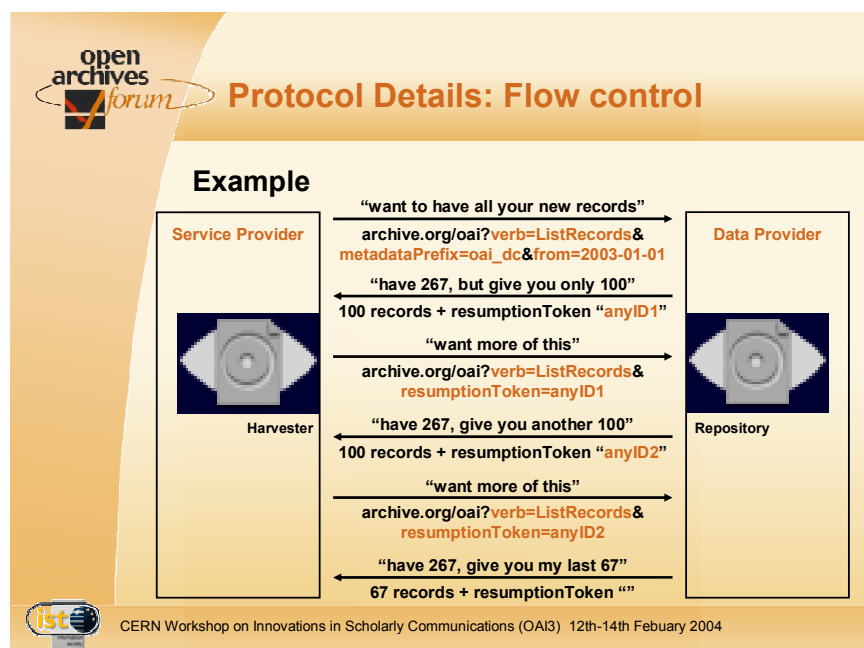 open
archives
forum
Protocol Details: Flow control
Example
Service Provider
Harvester
“want to have all your new records”
archive.org/oai?verb=ListRecords&
metadataPrefix=oai_dc&from=2003-01-01
“have 267, but give you only 100”
100 records + resumptionToken “anyID1”
“want more of this”
archive.org/oai?verb=ListRecords&
resumptionToken=anyID1
“have 267, give you another 100”
100 records + resumptionToken “anyID2”
“want more of this”
archive.org/oai?verb=ListRecords&
resumptionToken=anyID2
“have 267, give you my last 67”
67 records + resumptionToken “”
Data Provider
Repository
ist
information
society
CERN Workshop on Innovations in Scholarly Communications (OAI3) 12th-14th Febuary 2004